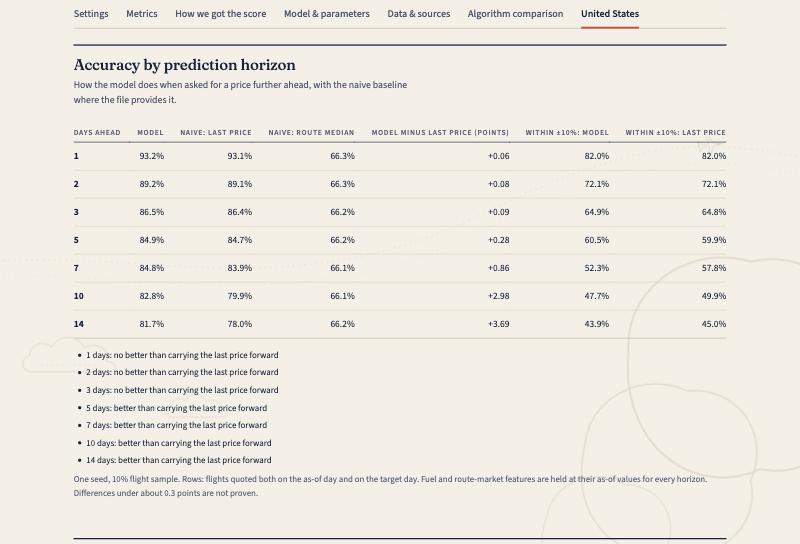 Settings Metrics How we got the score Model & parameters Data & sources Algorithm comparison United States
Accuracy by prediction horizon
How the model does when asked for a price further ahead, with the naive baseline
where the file provides it.
DAYS AHEAD MODEL NAIVE: LAST PRICE NAIVE: ROUTE MEDIAN MODEL MINUS LAST PRICE (POINTS) WITHIN ±10%: MODEL WITHIN ±10%: LAST PRICE
1 93.2% 93.1% 66.3% +0.06 82.0% 82.0%
2 89.2% 89.1% 66.3% +0.08 72.1% 72.1%
3 86.5% 86.4% 66.2% +0.09 64.9% 64.8%
5 84.9% 84.7% 66.2% +0.28 60.5% 59.9%
7 84.8% 83.9% 66.1% +0.86 52.3% 57.8%
10 82.8% 79.9% 66.1% +2.98 47.7% 49.9%
14 81.7% 78.0% 66.2% +3.69 43.9% 45.0%
• 1 days: no better than carrying the last price forward
• 2 days: no better than carrying the last price forward
• 3 days: no better than carrying the last price forward
• 5 days: better than carrying the last price forward
• 7 days: better than carrying the last price forward
• 10 days: better than carrying the last price forward
• 14 days: better than carrying the last price forward
One seed, 10% flight sample. Rows: flights quoted both on the as-of day and on the target day. Fuel and route-market features are held at their as-of values for every horizon.
Differences under about 0.3 points are not proven.